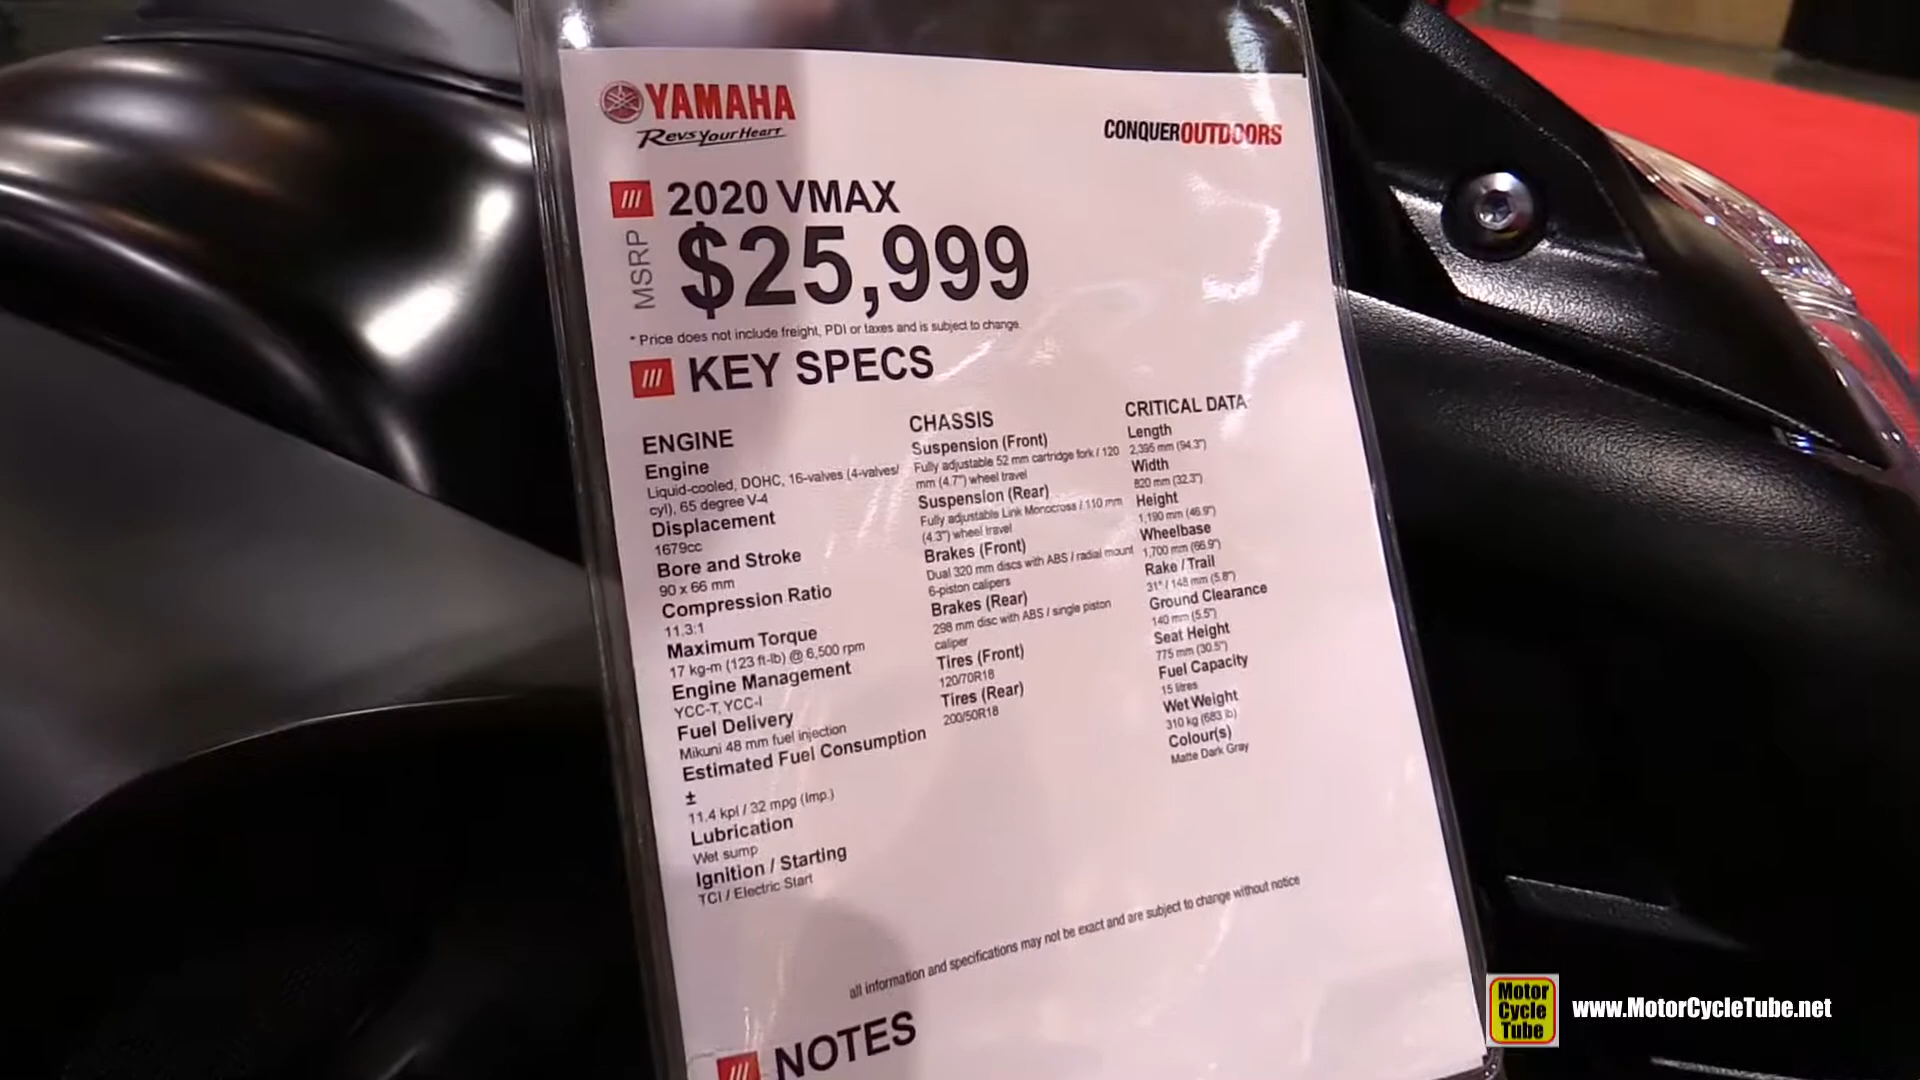 YAMAHA
Revs Your Heart
CONQUER OUTDOORS
2020 VMAX
MSRP
$25,999
* Price does not include freight, PDI or taxes and is subject to change.
KEY SPECS
ENGINE
Engine
Liquid-cooled, DOHC, 16-valves (4-valves/
cyl), 65 degree V-4
Displacement
1679cc
Bore and Stroke
90 x 66 mm
Compression Ratio
11.3:1
Maximum Torque
17 kg-m (123 ft-lb) @ 6,500 rpm
Engine Management
YCC-T, YCC-I
Fuel Delivery
Mikuni 48 mm fuel injection
Estimated Fuel Consumption
±
11.4 kpl / 32 mpg (Imp.)
Lubrication
Wet sump
Ignition / Starting
TCI / Electric Start
CHASSIS
Suspension (Front)
Fully adjustable 52 mm cartridge fork / 120
mm (4.7") wheel travel
Suspension (Rear)
Fully adjustable Link Monocross / 110 mm
(4.3") wheel travel
Brakes (Front)
Dual 320 mm discs with ABS / radial mount
6-piston calipers
Brakes (Rear)
298 mm disc with ABS / single piston
caliper
Tires (Front)
120/70R18
Tires (Rear)
200/50R18
CRITICAL DATA
Length
2,395 mm (94.3")
Width
820 mm (32.3")
Height
1,190 mm (46.9")
Wheelbase
1,700 mm (66.9")
Rake / Trail
31° / 148 mm (5.8")
Ground Clearance
140 mm (5.5")
Seat Height
775 mm (30.5")
Fuel Capacity
15 litres
Wet Weight
310 kg (683 lb)
Colour(s)
Matte Dark Gray
all information and specifications may not be exact and are subject to change without notice
NOTES
Motor
Cycle
Tube
www.MotorCycleTube.net